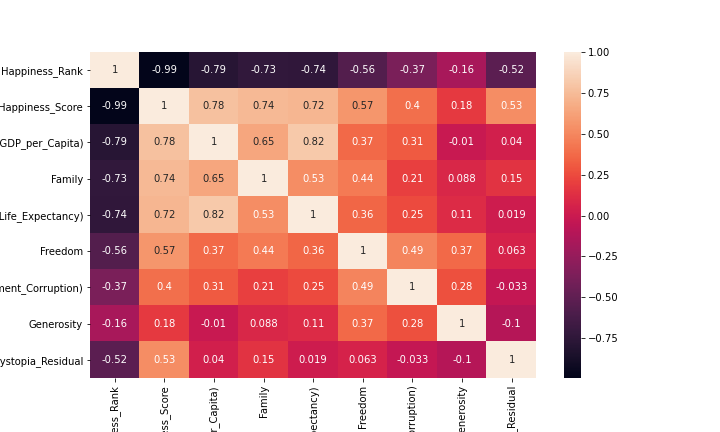 Happiness_Rank 1 -0.99 -0.79 -0.73 -0.74 -0.56 -0.37 -0.16 -0.52
Happiness_Score -0.99 1 0.78 0.74 0.72 0.57 0.4 0.18 0.53
GDP_per_Capita) -0.79 0.78 1 0.65 0.82 0.37 0.31 -0.01 0.04
Family -0.73 0.74 0.65 1 0.53 0.44 0.21 0.088 0.15
Life_Expectancy) -0.74 0.72 0.82 0.53 1 0.36 0.25 0.11 0.019
Freedom -0.56 0.57 0.37 0.44 0.36 1 0.49 0.37 0.063
ment_Corruption) -0.37 0.4 0.31 0.21 0.25 0.49 1 0.28 -0.033
Generosity -0.16 0.18 -0.01 0.088 0.11 0.37 0.28 1 -0.1
ystopia_Residual -0.52 0.53 0.04 0.15 0.019 0.063 -0.033 -0.1 1
ess_Rank
ess_Score
r_Capita)
Family
pectancy)
Freedom
orruption)
enerosity
_Residual
1.00
0.75
0.50
0.25
0.00
−0.25
−0.50
−0.75